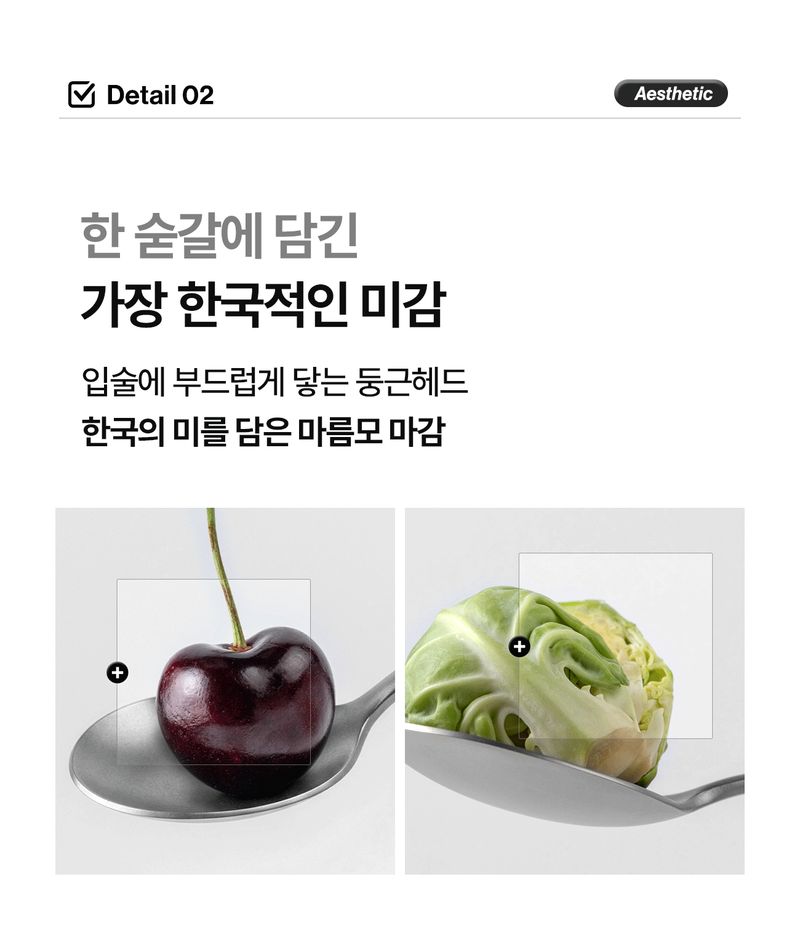 Detail 02
Aesthetic
한 숟갈에 담긴
가장 한국적인 미감
입술에 부드럽게 닿는 둥근헤드
한국의 미를 담은 마름모 마감